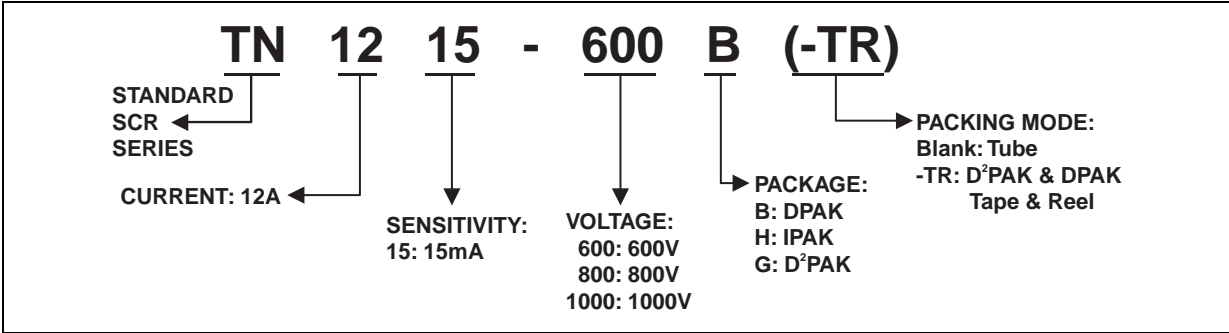 TN 12 15 - 600 B (-TR)
STANDARD
SCR
SERIES
CURRENT: 12A
SENSITIVITY:
15: 15mA
VOLTAGE:
600: 600V
800: 800V
1000: 1000V
PACKAGE:
B: DPAK
H: IPAK
G: D²PAK
PACKING MODE:
Blank: Tube
-TR: D²PAK & DPAK
Tape & Reel